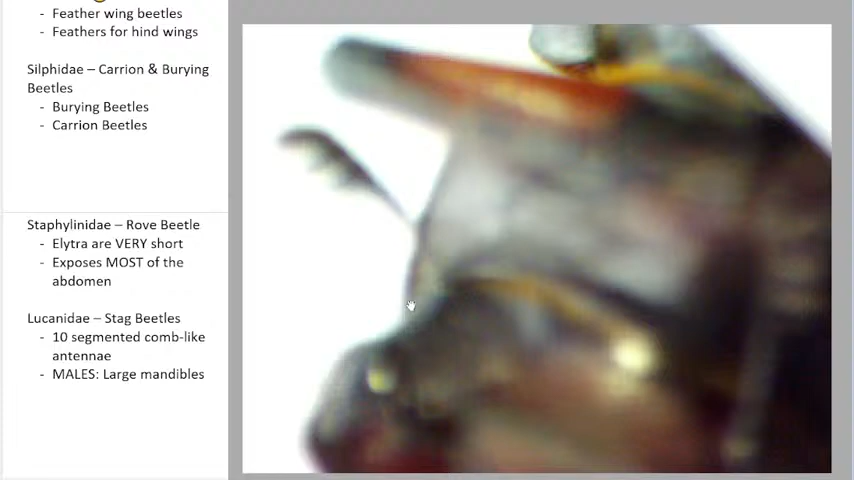 - Feather wing beetles
- Feathers for hind wings
Silphidae – Carrion & Burying
Beetles
- Burying Beetles
- Carrion Beetles
Staphylinidae – Rove Beetle
- Elytra are VERY short
- Exposes MOST of the
abdomen
Lucanidae – Stag Beetles
- 10 segmented comb-like
antennae
- MALES: Large mandibles